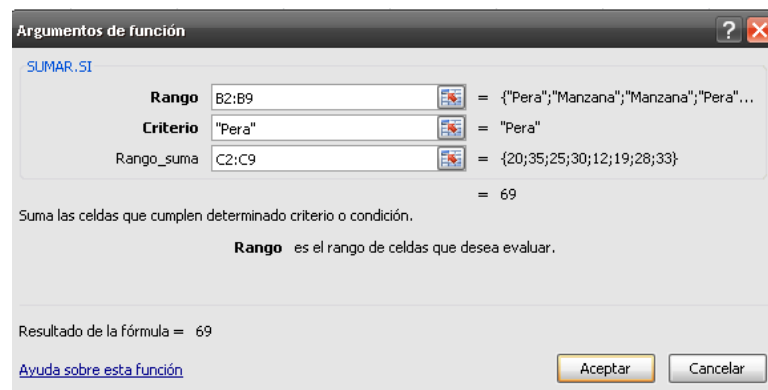 Argumentos de función
SUMAR.SI
Rango B2:B9 = {"Pera";"Manzana";"Manzana";"Pera"...
Criterio "Pera" = "Pera"
Rango_suma C2:C9 = {20;35;25;30;12;19;28;33}
= 69
Suma las celdas que cumplen determinado criterio o condición.
Rango es el rango de celdas que desea evaluar.
Resultado de la fórmula = 69
Ayuda sobre esta función Aceptar Cancelar